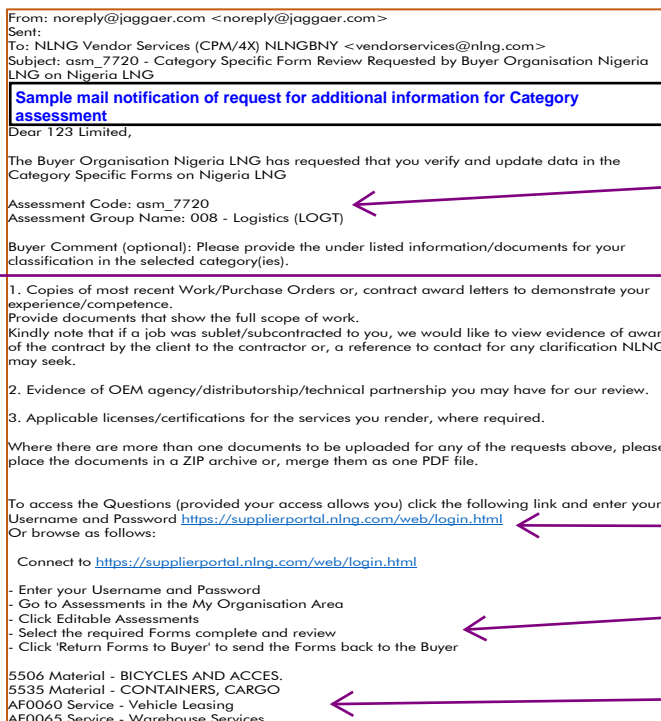 From: noreply@jaggaer.com <noreply@jaggaer.com>
Sent:
To: NLNG Vendor Services (CPM/4X) NLNGBNY <vendorservices@nlng.com>
Subject: asm_7720 - Category Specific Form Review Requested by Buyer Organisation Nigeria
LNG on Nigeria LNG
Sample mail notification of request for additional information for Category
assessment
Dear 123 Limited,
The Buyer Organisation Nigeria LNG has requested that you verify and update data in the
Category Specific Forms on Nigeria LNG
Assessment Code: asm_7720
Assessment Group Name: 008 - Logistics (LOGT)
Buyer Comment (optional): Please provide the under listed information/documents for your
classification in the selected category(ies).
1. Copies of most recent Work/Purchase Orders or, contract award letters to demonstrate your
experience/competence.
Provide documents that show the full scope of work.
Kindly note that if a job was sublet/subcontracted to you, we would like to view evidence of awar
of the contract by the client to the contractor or, a reference to contact for any clarification NLNG
may seek.
2. Evidence of OEM agency/distributorship/technical partnership you may have for our review.
3. Applicable licenses/certifications for the services you render, where required.
Where there are more than one documents to be uploaded for any of the requests above, please
place the documents in a ZIP archive or, merge them as one PDF file.
To access the Questions (provided your access allows you) click the following link and enter your
Username and Password https://supplierportal.nlng.com/web/login.html
Or browse as follows:
Connect to https://supplierportal.nlng.com/web/login.html
- Enter your Username and Password
- Go to Assessments in the My Organisation Area
- Click Editable Assessments
- Select the required Forms complete and review
- Click 'Return Forms to Buyer' to send the Forms back to the Buyer
5506 Material - BICYCLES AND ACCES.
5535 Material - CONTAINERS, CARGO
AF0060 Service - Vehicle Leasing
AF0065 Service - Warehouse Services